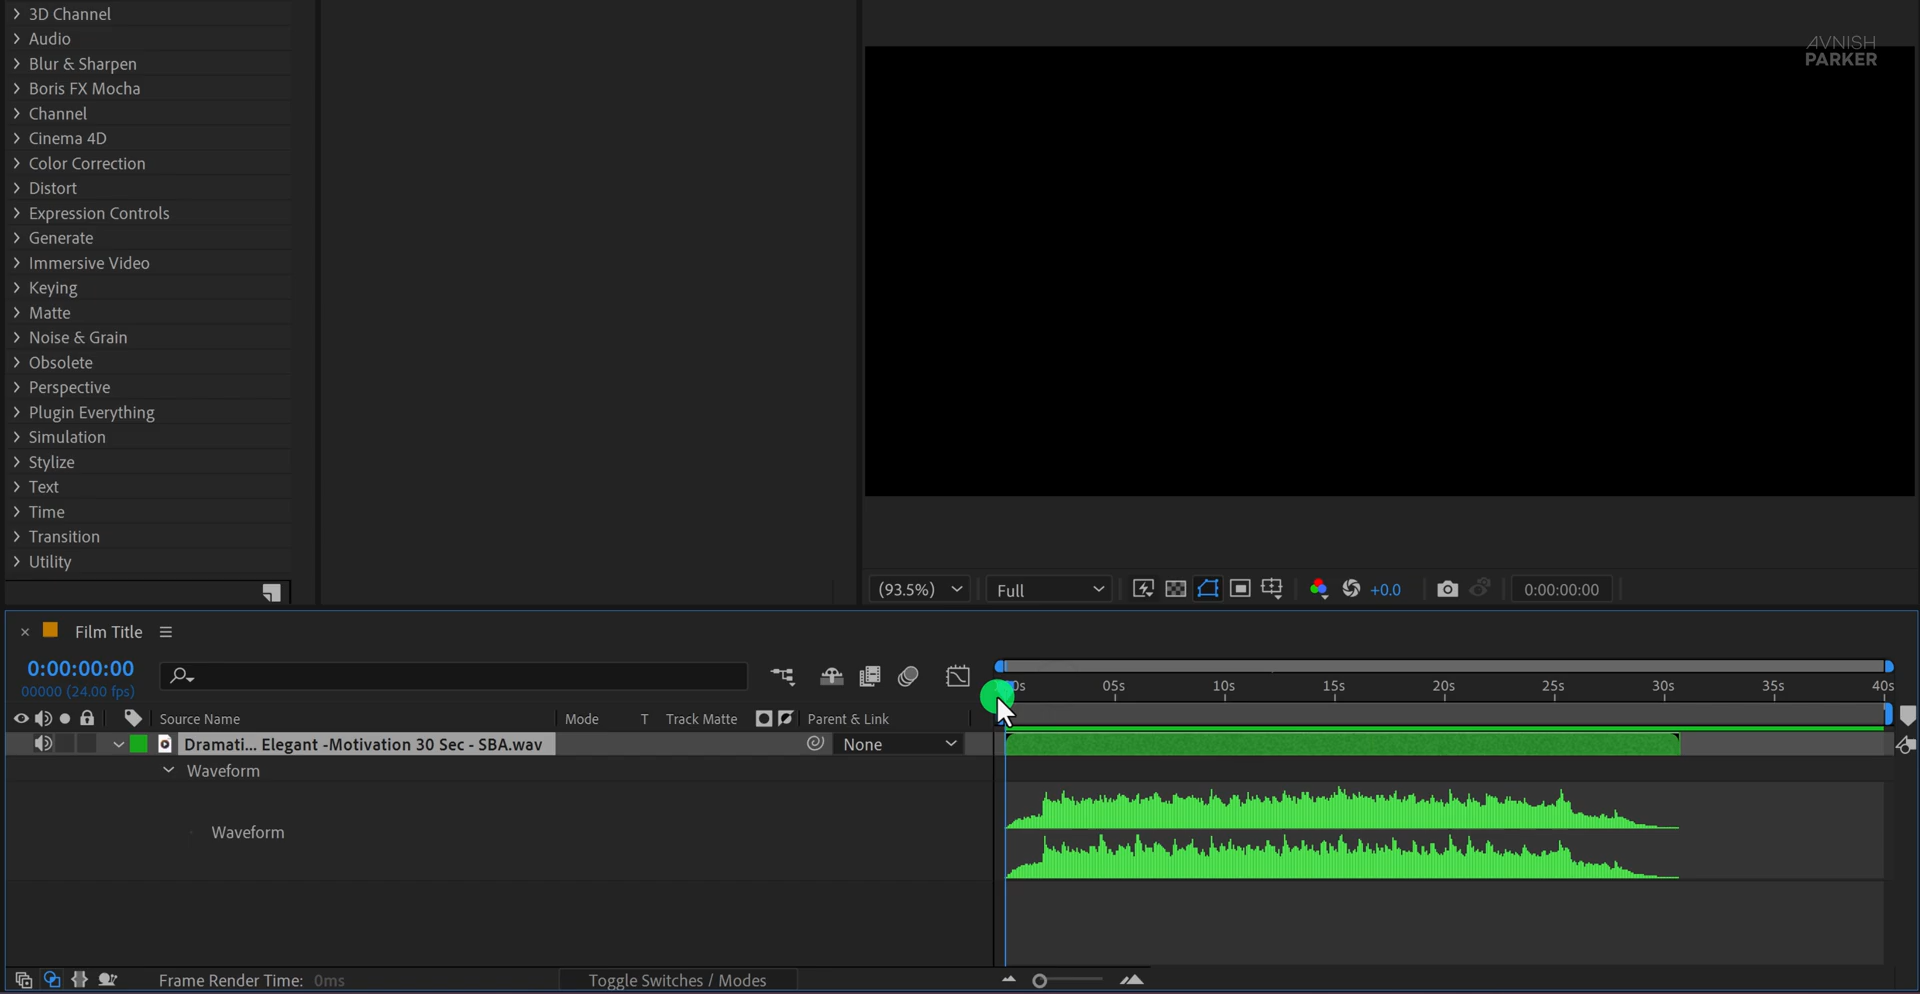 3D Channel
Audio
Blur & Sharpen
Boris FX Mocha
Channel
Cinema 4D
Color Correction
Distort
Expression Controls
Generate
Immersive Video
Keying
Matte
Noise & Grain
Obsolete
Perspective
Plugin Everything
Simulation
Stylize
Text
Time
Transition
Utility
AVNISH
PARKER
(93.5%) Full +0.0 0:00:00:00
Film Title
0:00:00:00
00000 (24.00 fps)
0s 05s 10s 15s 20s 25s 30s 35s 40s
Source Name Mode T Track Matte Parent & Link
Dramati... Elegant -Motivation 30 Sec - SBA.wav None
Waveform
Waveform
Frame Render Time: 0ms Toggle Switches / Modes